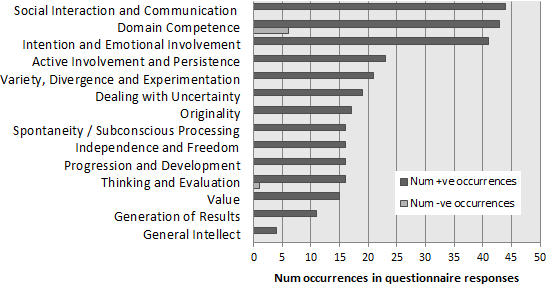 Social Interaction and Communication
Domain Competence
Intention and Emotional Involvement
Active Involvement and Persistence
Variety, Divergence and Experimentation
Dealing with Uncertainty
Originality
Spontaneity / Subconscious Processing
Independence and Freedom
Progression and Development
Thinking and Evaluation
Value
Generation of Results
General Intellect
Num +ve occurrences
Num -ve occurrences
0 5 10 15 20 25 30 35 40 45 50
Num occurrences in questionnaire responses